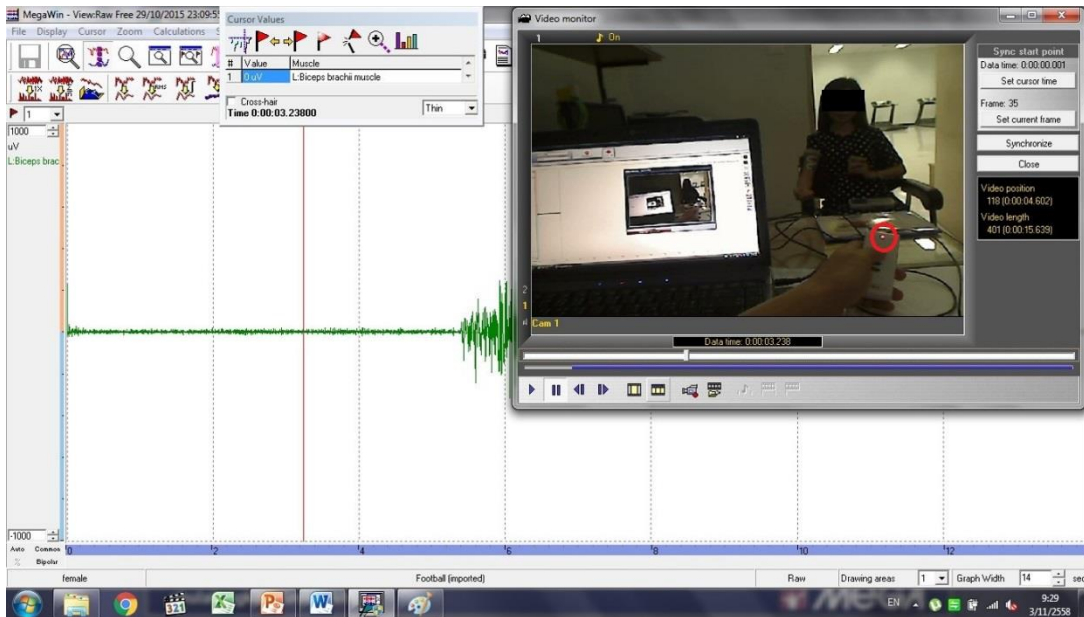 MegaWin - View:Raw Free 29/10/2015 23:09:5
File Display Cursor Zoom Calculations
Cursor Values
# Value Muscle
1 0 uV L:Biceps brachii muscle
Cross-hair
Time 0:00:03.23800
Thin
1
1000
uV
L:Biceps brac
-1000
Auto Common
% Bipolar
0 2 4 6 8 10 12
Video monitor
1 On
2
1
Cam 1
Data time: 0:00:03.238
Sync start point
Data time: 0:00:00.001
Set cursor time
Frame: 35
Set current frame
Synchronize
Close
Video position
118 (0:00:04.602)
Video length
401 (0:00:15.639)
female Football (imported) Raw Drawing areas 1 Graph Width 14 sec
EN 9:29
3/11/2558